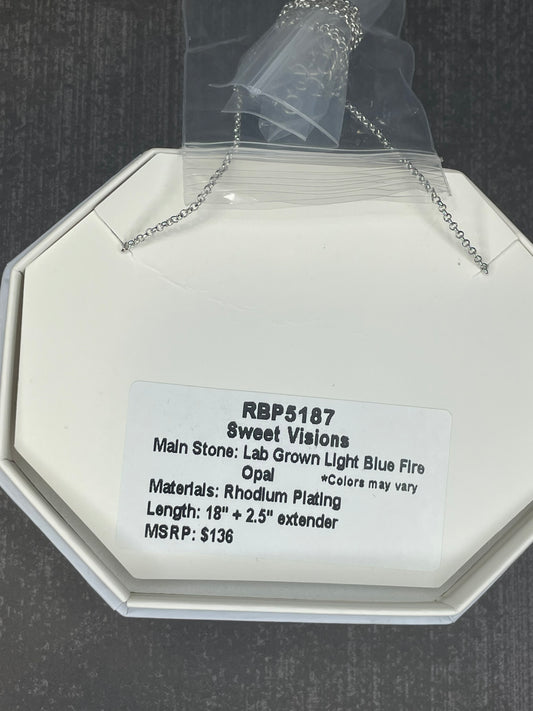 RBP5187
Sweet Visions
Main Stone: Lab Grown Light Blue Fire
Opal *Colors may vary
Materials: Rhodium Plating
Length: 18" + 2.5" extender
MSRP: $136